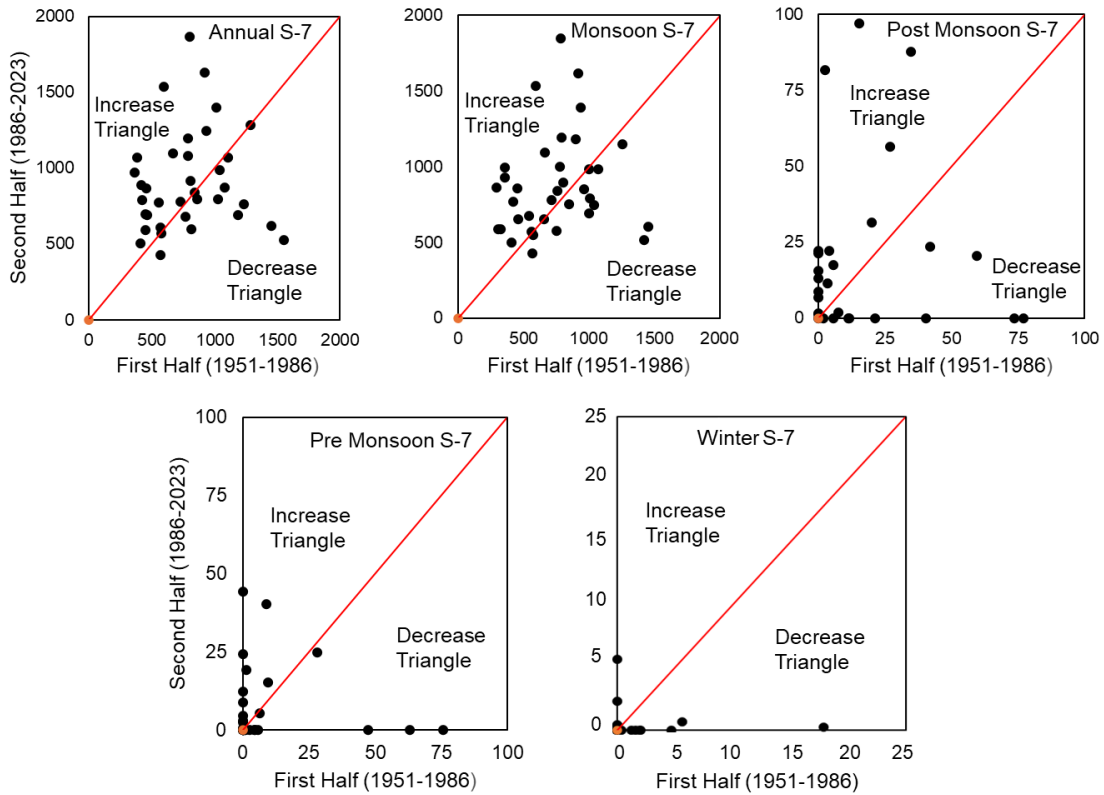 Second Half (1986-2023)
2000
1500
1000
500
0
Annual S-7
Increase
Triangle
Decrease
Triangle
0 500 1000 1500 2000
First Half (1951-1986)
2000
1500
1000
500
0
Monsoon S-7
Increase
Triangle
Decrease
Triangle
0 500 1000 1500 2000
First Half (1951-1986)
100
75
50
25
0
Post Monsoon S-7
Increase
Triangle
Decrease
Triangle
0 25 50 75 100
First Half (1951-1986)
Second Half (1986-2023)
100
75
50
25
0
Pre Monsoon S-7
Increase
Triangle
Decrease
Triangle
0 25 50 75 100
First Half (1951-1986)
25
20
15
10
5
0
Winter S-7
Increase
Triangle
Decrease
Triangle
0 5 10 15 20 25
First Half (1951-1986)